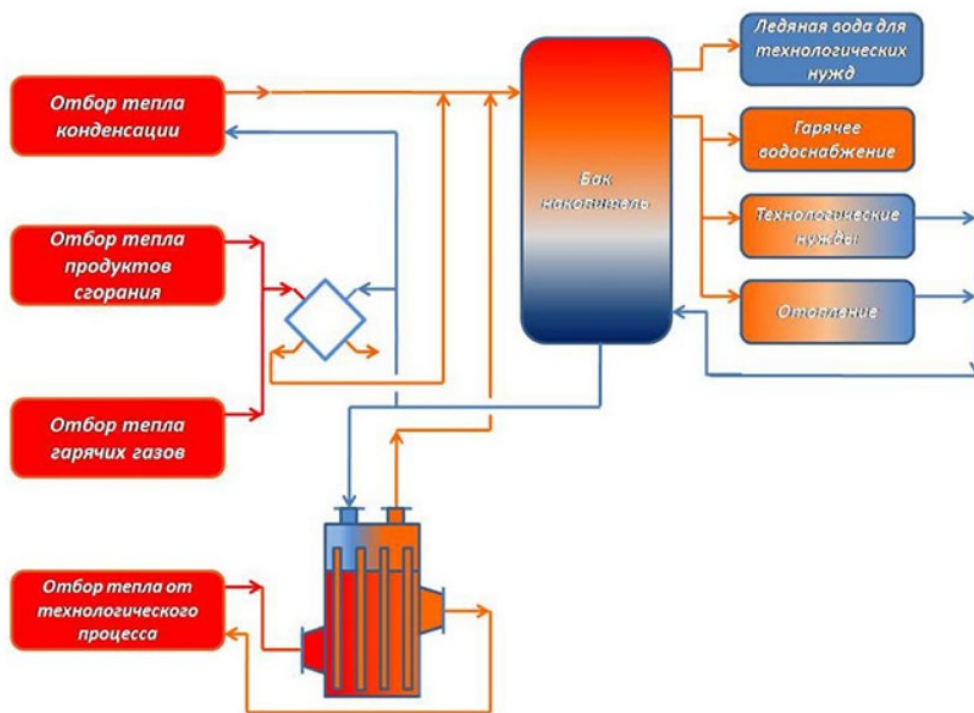 Отбор тепла
конденсации
Отбор тепла
продуктов
сгорания
Отбор тепла
гарячих газов
Отбор тепла от
технологического
процесса
Бак
накопитель
Ледяная вода для
технологических
нужд
Гарячее
водоснабжение
Технологические
нужды
Отопление